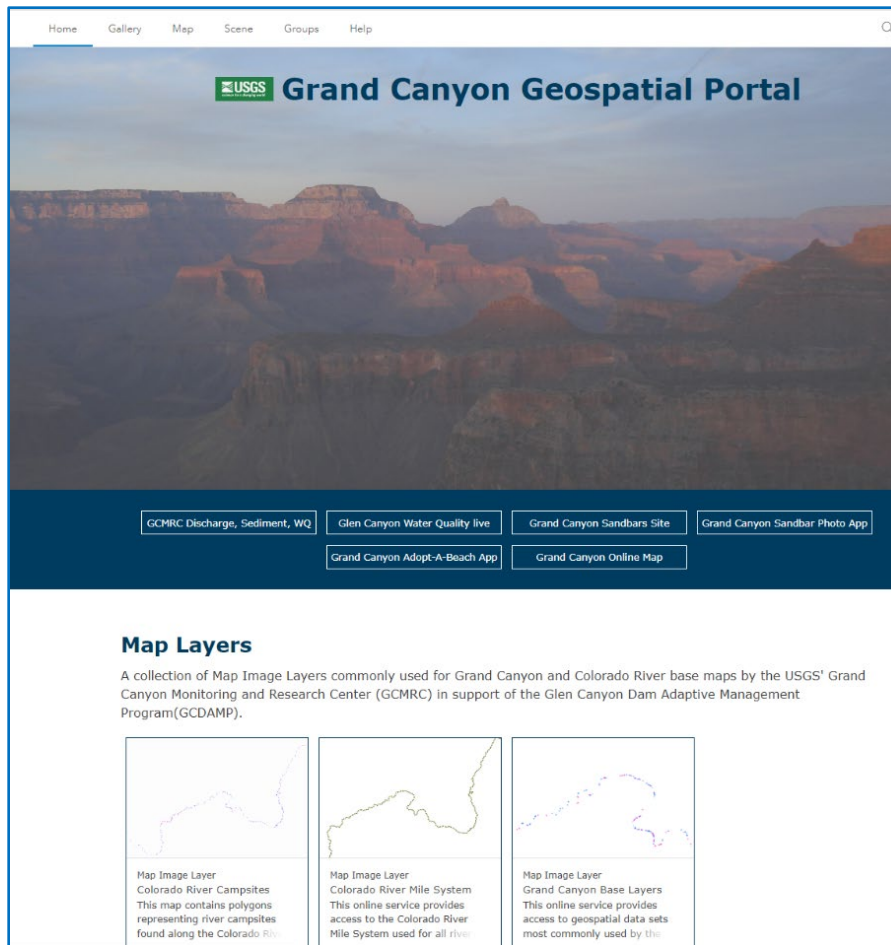 Home Gallery Map Scene Groups Help
USGS Grand Canyon Geospatial Portal
GCMRC Discharge, Sediment, WQ Glen Canyon Water Quality live Grand Canyon Sandbars Site Grand Canyon Sandbar Photo App
Grand Canyon Adopt-A-Beach App Grand Canyon Online Map
Map Layers
A collection of Map Image Layers commonly used for Grand Canyon and Colorado River base maps by the USGS' Grand
Canyon Monitoring and Research Center (GCMRC) in support of the Glen Canyon Dam Adaptive Management
Program(GCDAMP).
Map Image Layer
Colorado River Campsites
This map contains polygons
representing river campsites
found along the Colorado
Map Image Layer
Colorado River Mile System
This online service provides
access to the Colorado River
Mile System used for all river
Map Image Layer
Grand Canyon Base Layers
This online service provides
access to geospatial data sets
most commonly used by the